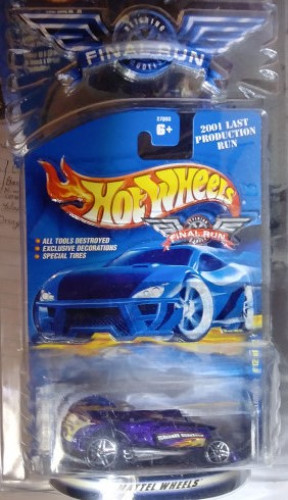 FINAL RUN
6+
2001 LAST
PRODUCTION
RUN
HOT WHEELS
FINAL RUN
ALL TOOLS DESTROYED
EXCLUSIVE DECORATIONS
SPECIAL TIRES
MATTEL WHEELS